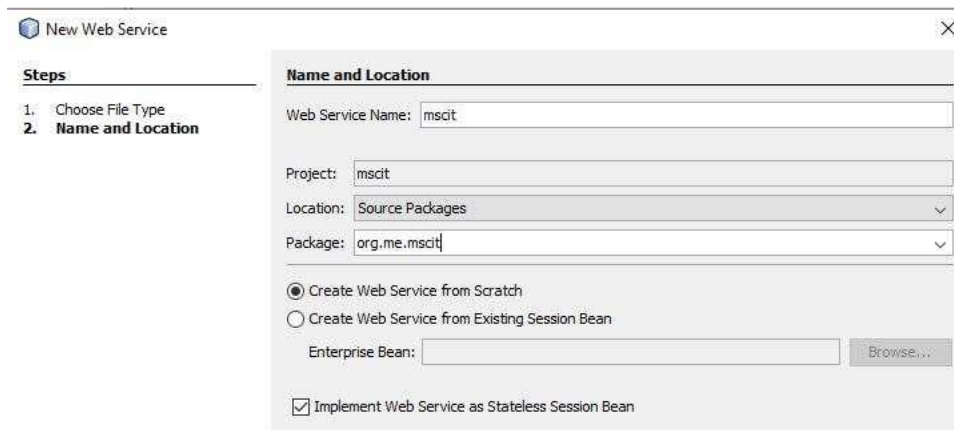 New Web Service
Steps
1. Choose File Type
2. Name and Location
Name and Location
Web Service Name: mscit
Project: mscit
Location: Source Packages
Package: org.me.mscit
Create Web Service from Scratch
Create Web Service from Existing Session Bean
Enterprise Bean: Browse...
Implement Web Service as Stateless Session Bean